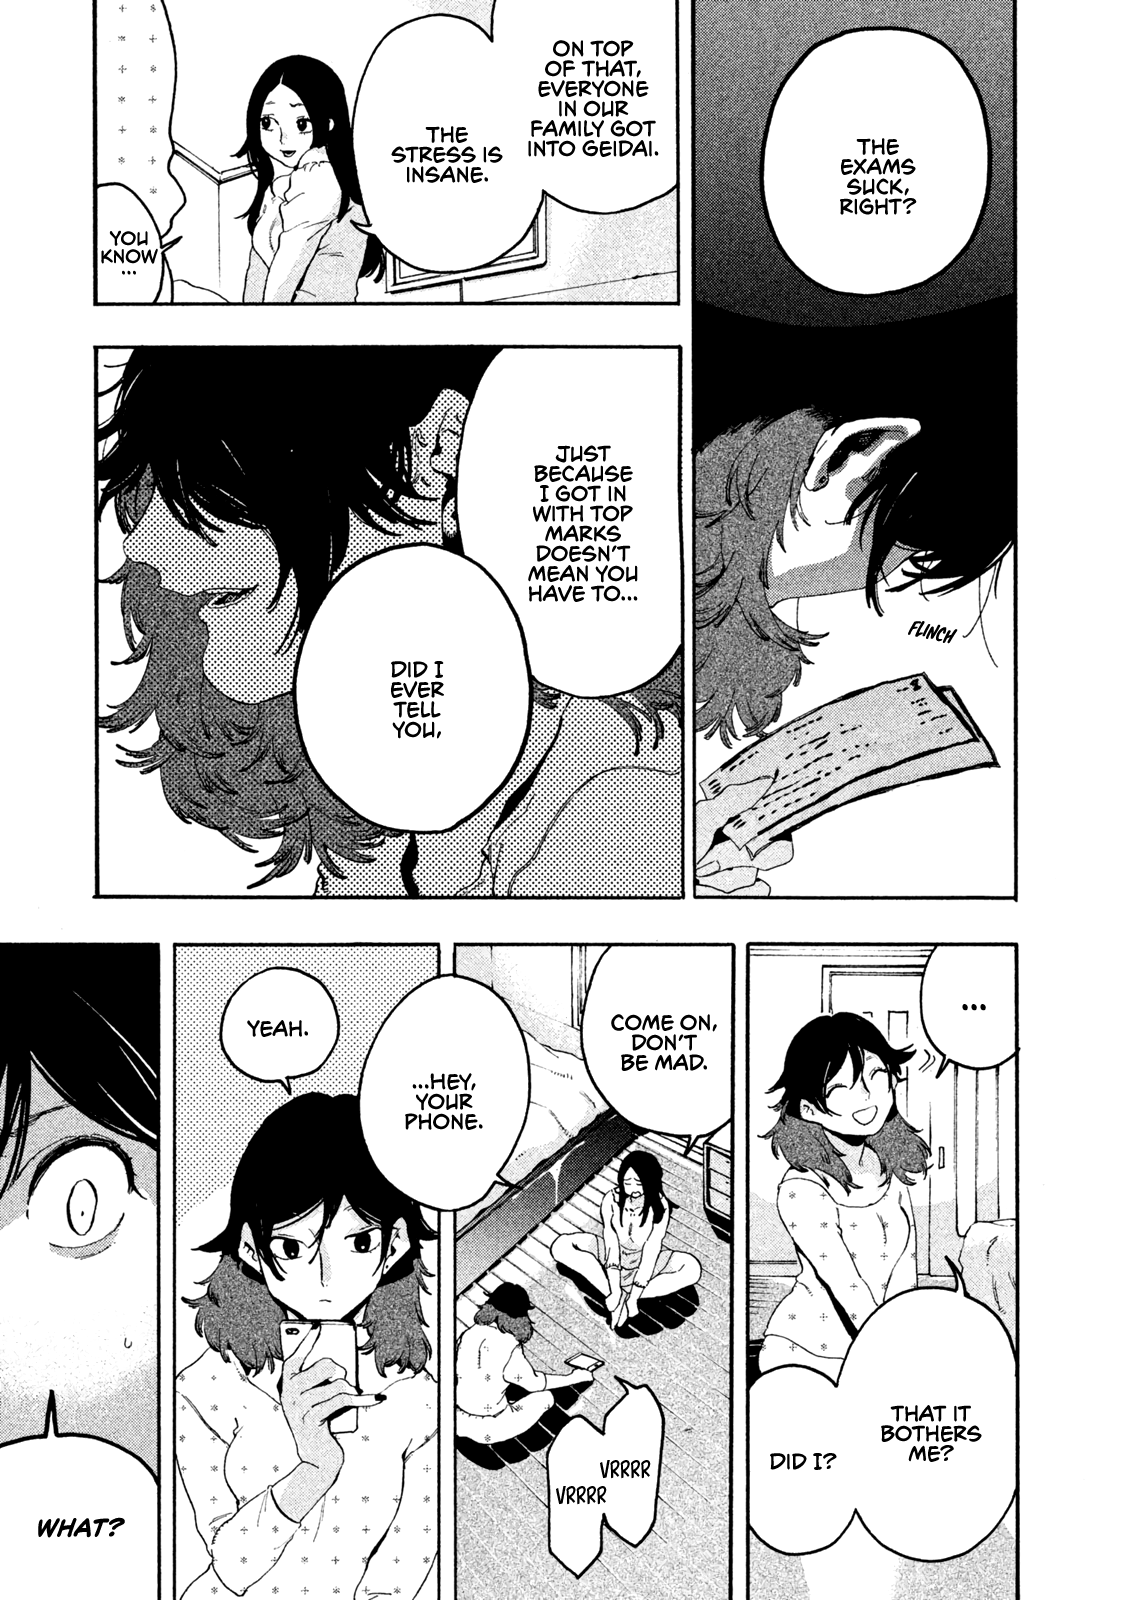 THE
EXAMS
SUCK,
RIGHT?
FLINCH
ON TOP
OF THAT,
EVERYONE
IN OUR
FAMILY GOT
INTO GEIDAI.
THE
STRESS IS
INSANE.
YOU
KNOW
...
JUST
BECAUSE
I GOT IN
WITH TOP
MARKS
DOESN'T
MEAN YOU
HAVE TO...
DID I
EVER
TELL
YOU,
...
THAT IT
BOTHERS
ME?
DID I?
COME ON,
DON'T
BE MAD.
VRRRR
VRRRR
...HEY,
YOUR
PHONE.
YEAH.
WHAT?